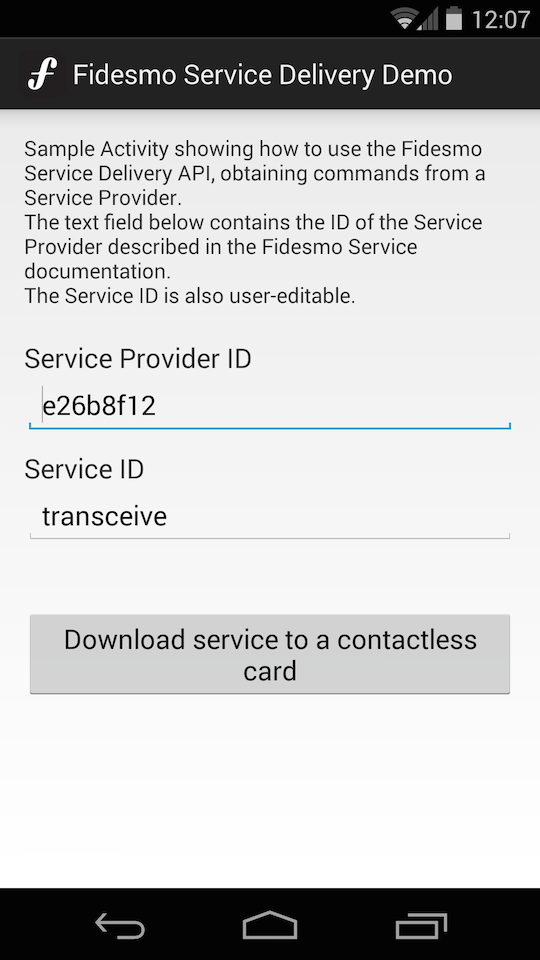 12:07
Fidesmo Service Delivery Demo
Sample Activity showing how to use the Fidesmo
Service Delivery API, obtaining commands from a
Service Provider.
The text field below contains the ID of the Service
Provider described in the Fidesmo Service
documentation.
The Service ID is also user-editable.
Service Provider ID
e26b8f12
Service ID
transceive
Download service to a contactless
card